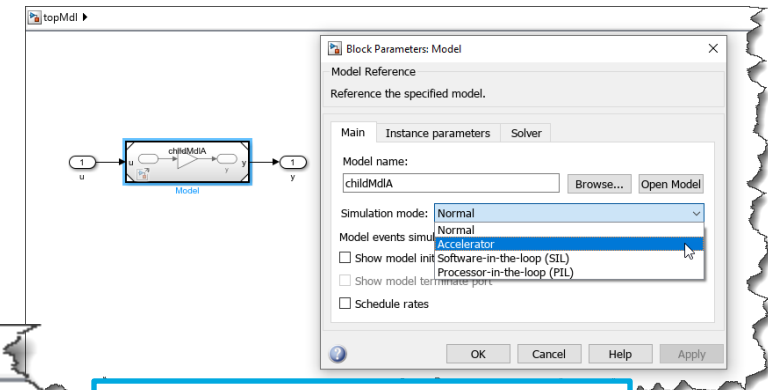 topMdl
Block Parameters: Model
Model Reference
Reference the specified model.
Main Instance parameters Solver
Model name:
childMdlA Browse... Open Model
Simulation mode: Normal
Normal
Model events simul
Accelerator
Show model init Software-in-the-loop (SIL)
Show model terminate port
Processor-in-the-loop (PIL)
Schedule rates
OK Cancel Help Apply
childMdlA
1 u y y 1
u Model y